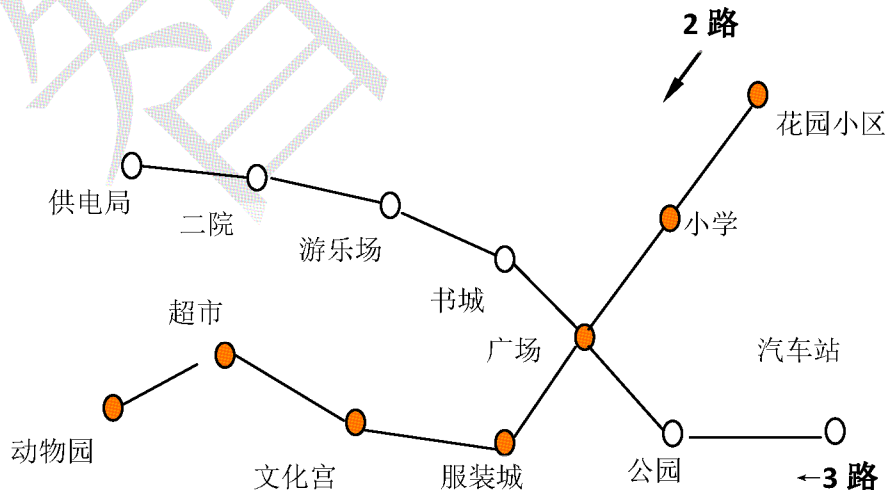 2 路
花园小区
供电局
二院
小学
游乐场
书城
超市
广场
汽车站
动物园
文化宫
服装城
公园
←3 路